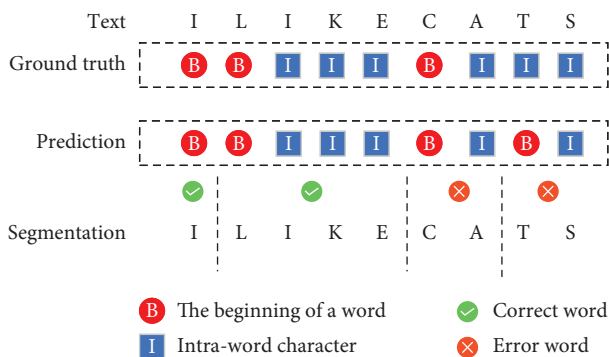 Text I L I K E C A T S
Ground truth B B I I I B I I I
Prediction B B I I I B I B I
Segmentation I L I K E C A T S
B The beginning of a word Correct word
I Intra-word character Error word